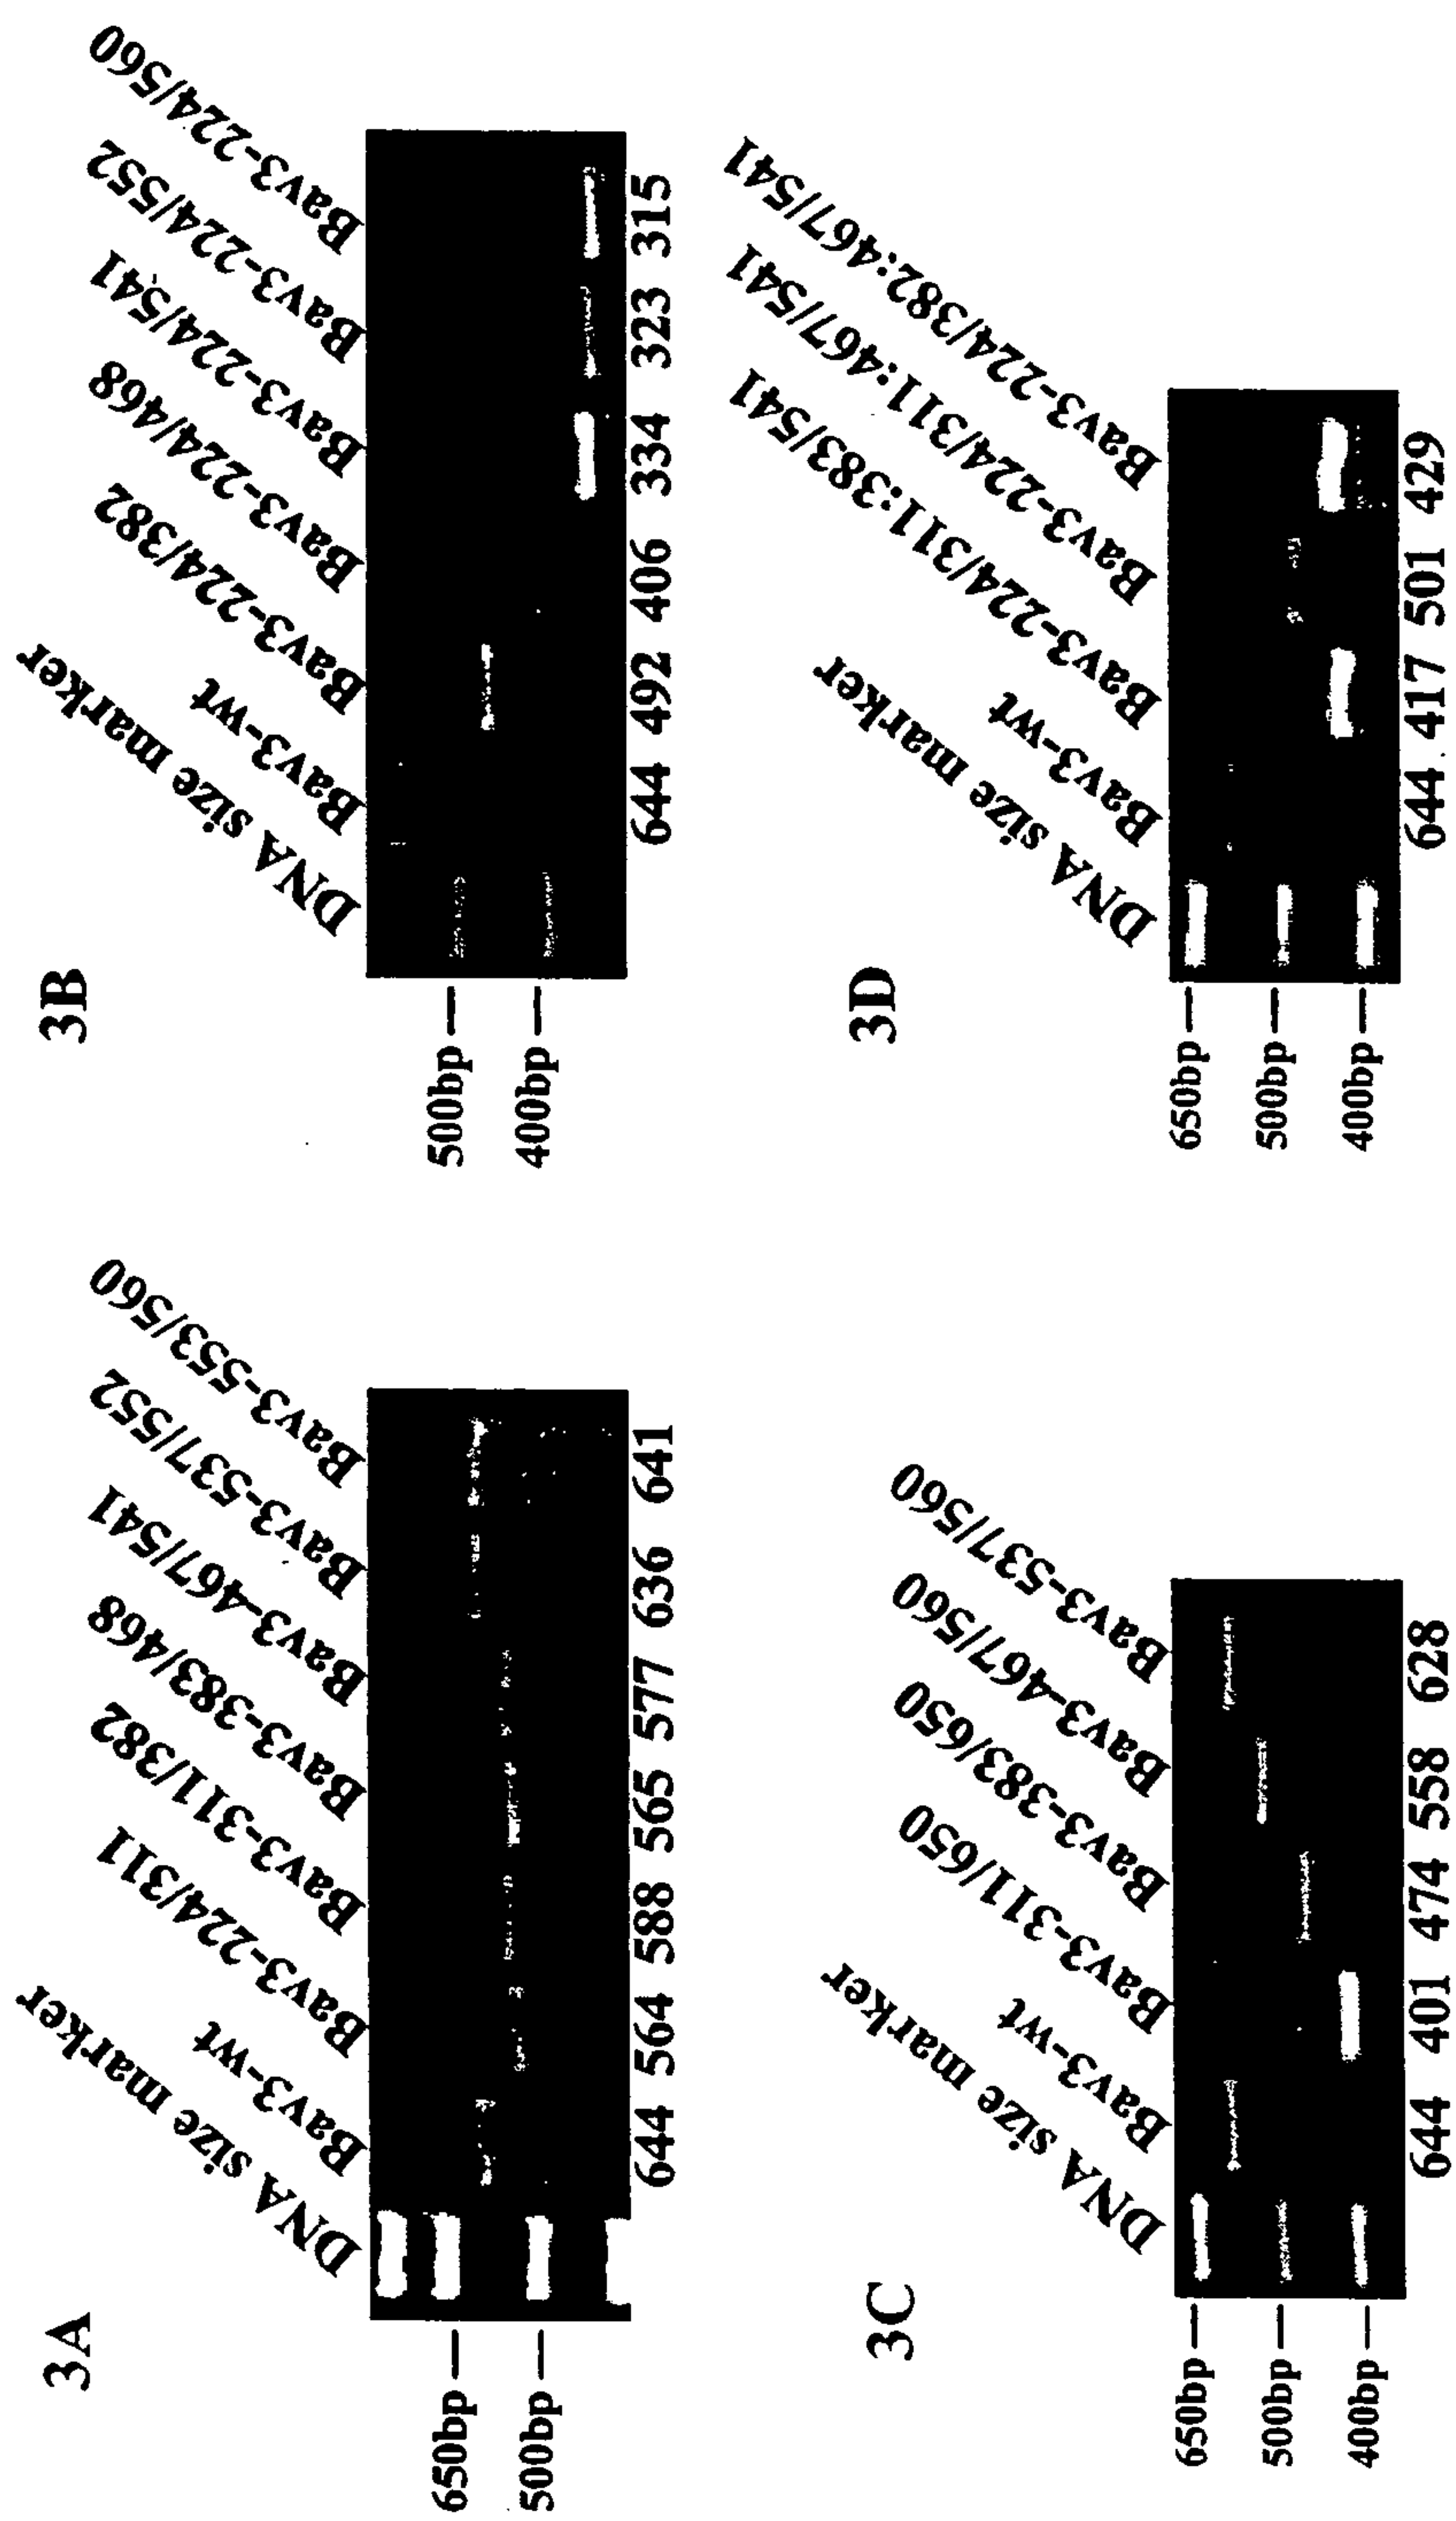 3A
DNA size marker
Bav3-wt
Bav3-224/311
Bav3-311/382
Bav3-383/468
Bav3-467/541
Bav3-537/552
Bav3-553/560
650bp
500bp
644 564 588 565 577 636 641
3B
DNA size marker
Bav3-wt
Bav3-224/382
Bav3-224/468
Bav3-224/541
Bav3-224/552
Bav3-224/560
500bp
400bp
644 492 406 334 323 315
3C
DNA size marker
Bav3-wt
Bav3-311/650
Bav3-383/650
Bav3-467/560
Bav3-537/560
650bp
500bp
400bp
644 401 474 558 628
3D
DNA size marker
Bav3-wt
Bav3-224/311:383/541
Bav3-224/311:467/541
Bav3-224/382:467/541
650bp
500bp
400bp
644 417 501 429